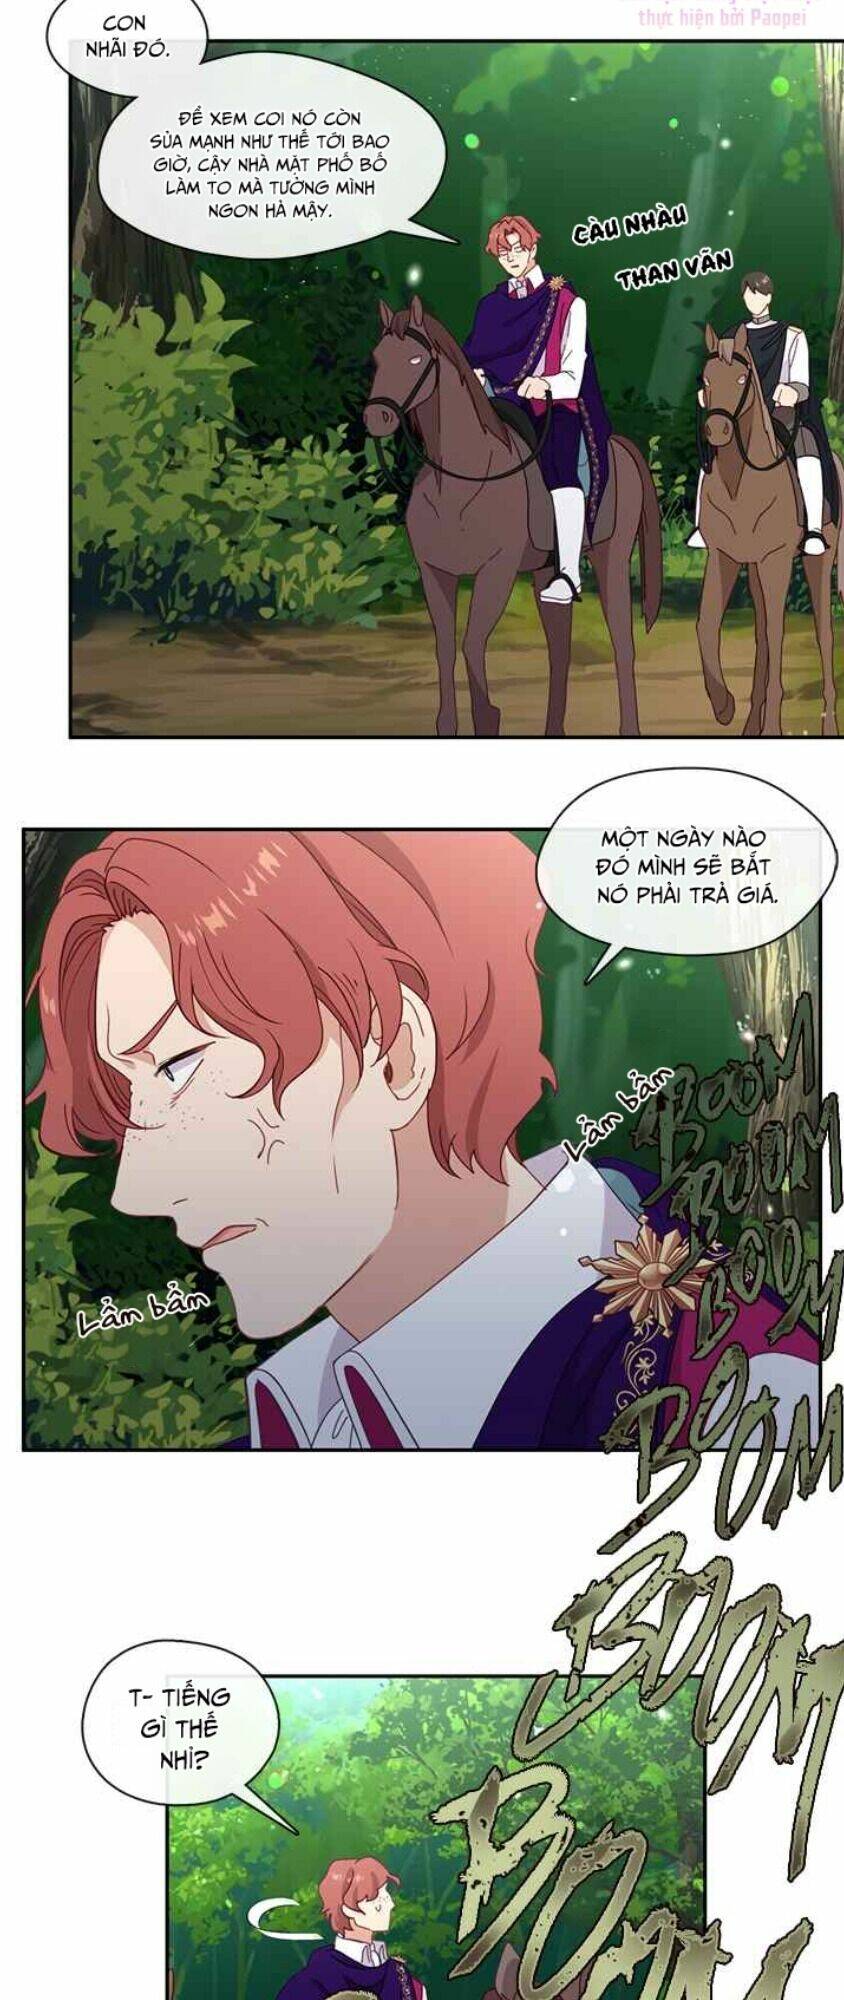 thực hiện bởi Paopei
CON
NHÃI ĐÓ.
ĐỂ XEM COI NÓ CÒN
SỦA MẠNH NHƯ THẾ TỚI BAO
GIỜ, CẬY NHÀ MẶT PHỐ BỐ
LÀM TO MÀ TƯỞNG MÌNH
NGON HẢ MẬY.
CÀU NHÀU
THAN VÃN
MỘT NGÀY NÀO
ĐÓ MÌNH SẼ BẮT
NÓ PHẢI TRẢ GIÁ.
Lẩm bẩm
Lẩm bẩm
BOOM
BOOM
BOOM
BOOM
BOOM
BOOM
T- TIẾNG
GÌ THẾ
NHỈ?
BOOM